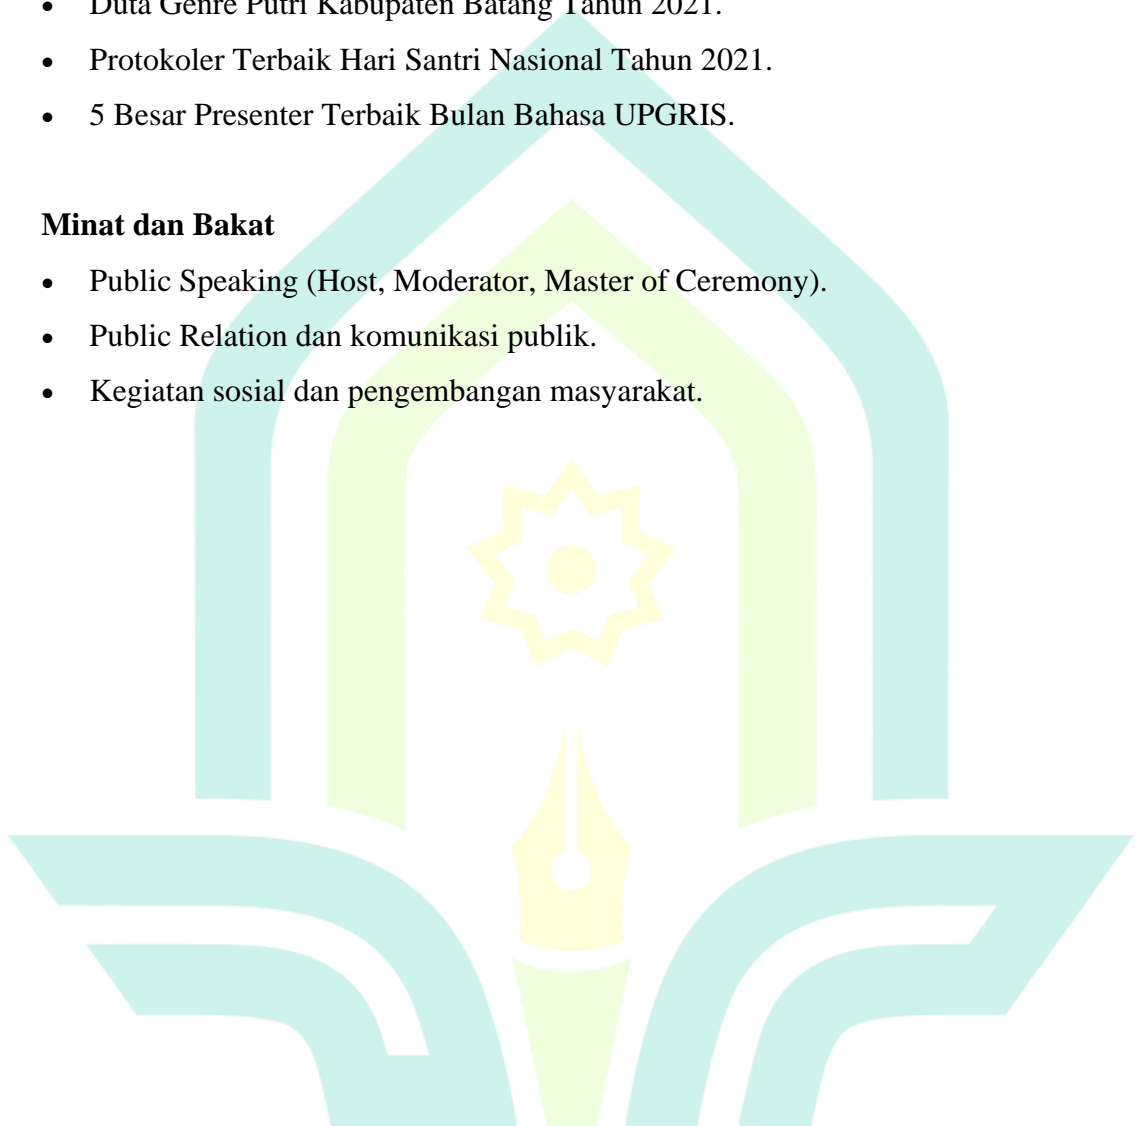 • Duta Genre Putri Kabupaten Batang Tahun 2021.
• Protokoler Terbaik Hari Santri Nasional Tahun 2021.
• 5 Besar Presenter Terbaik Bulan Bahasa UPGRIS.
Minat dan Bakat
• Public Speaking (Host, Moderator, Master of Ceremony).
• Public Relation dan komunikasi publik.
• Kegiatan sosial dan pengembangan masyarakat.